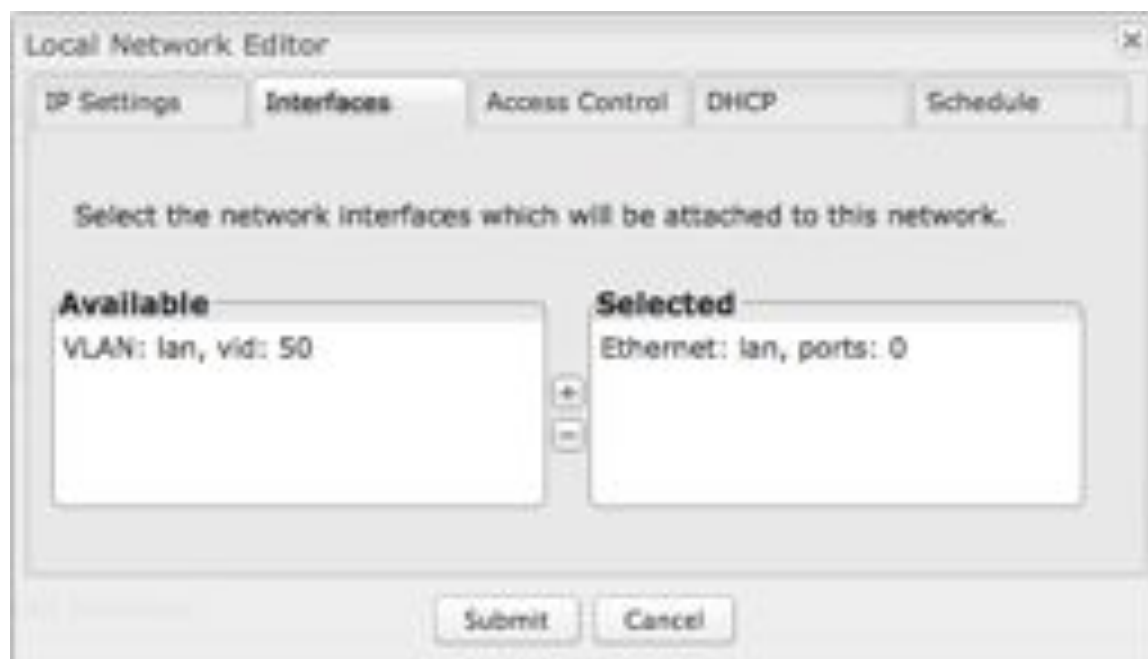 Local Network Editor
IP Settings Interfaces Access Control DHCP Schedule
Select the network interfaces which will be attached to this network.
Available Selected
VLAN: lan, vid: 50 Ethernet: lan, ports: 0
+
−
Submit Cancel